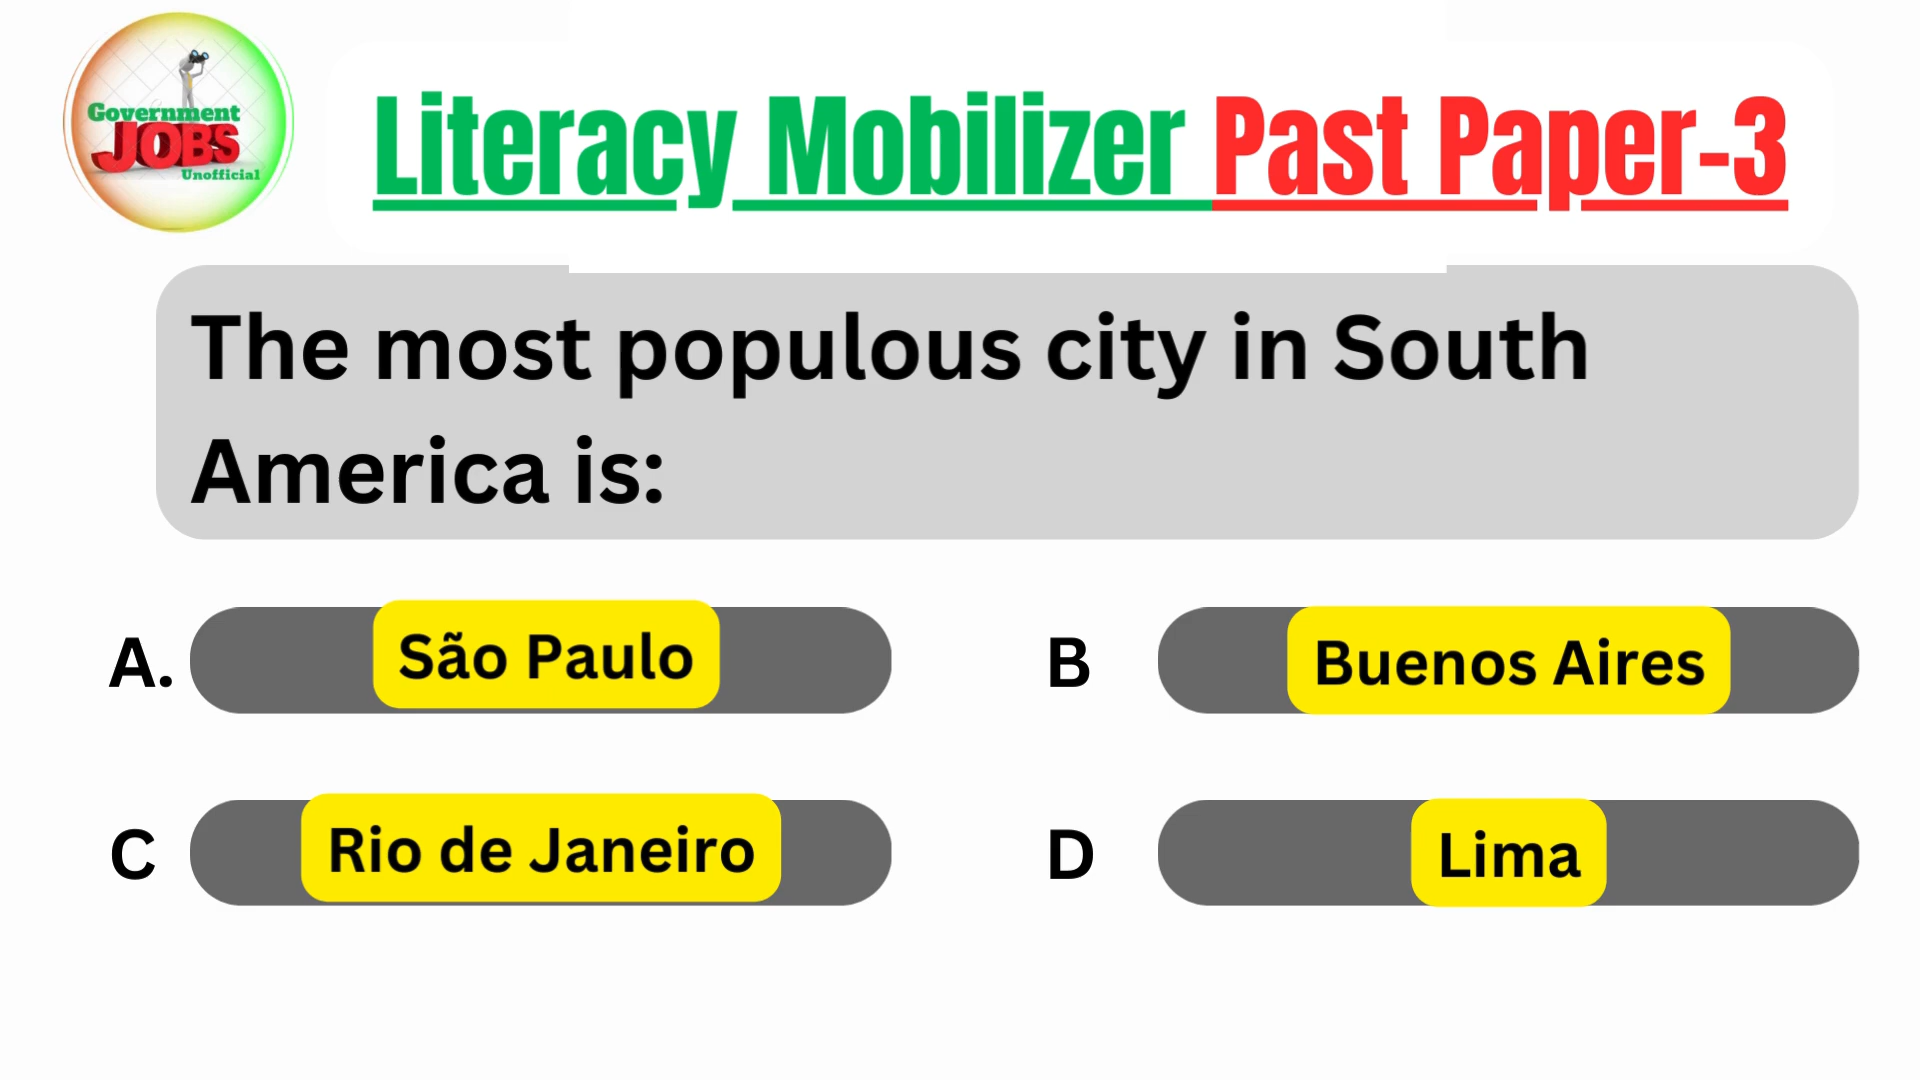 Government
JOBS
Unofficial
Literacy Mobilizer Past Paper-3
The most populous city in South
America is:
A. São Paulo
B Buenos Aires
C Rio de Janeiro
D Lima